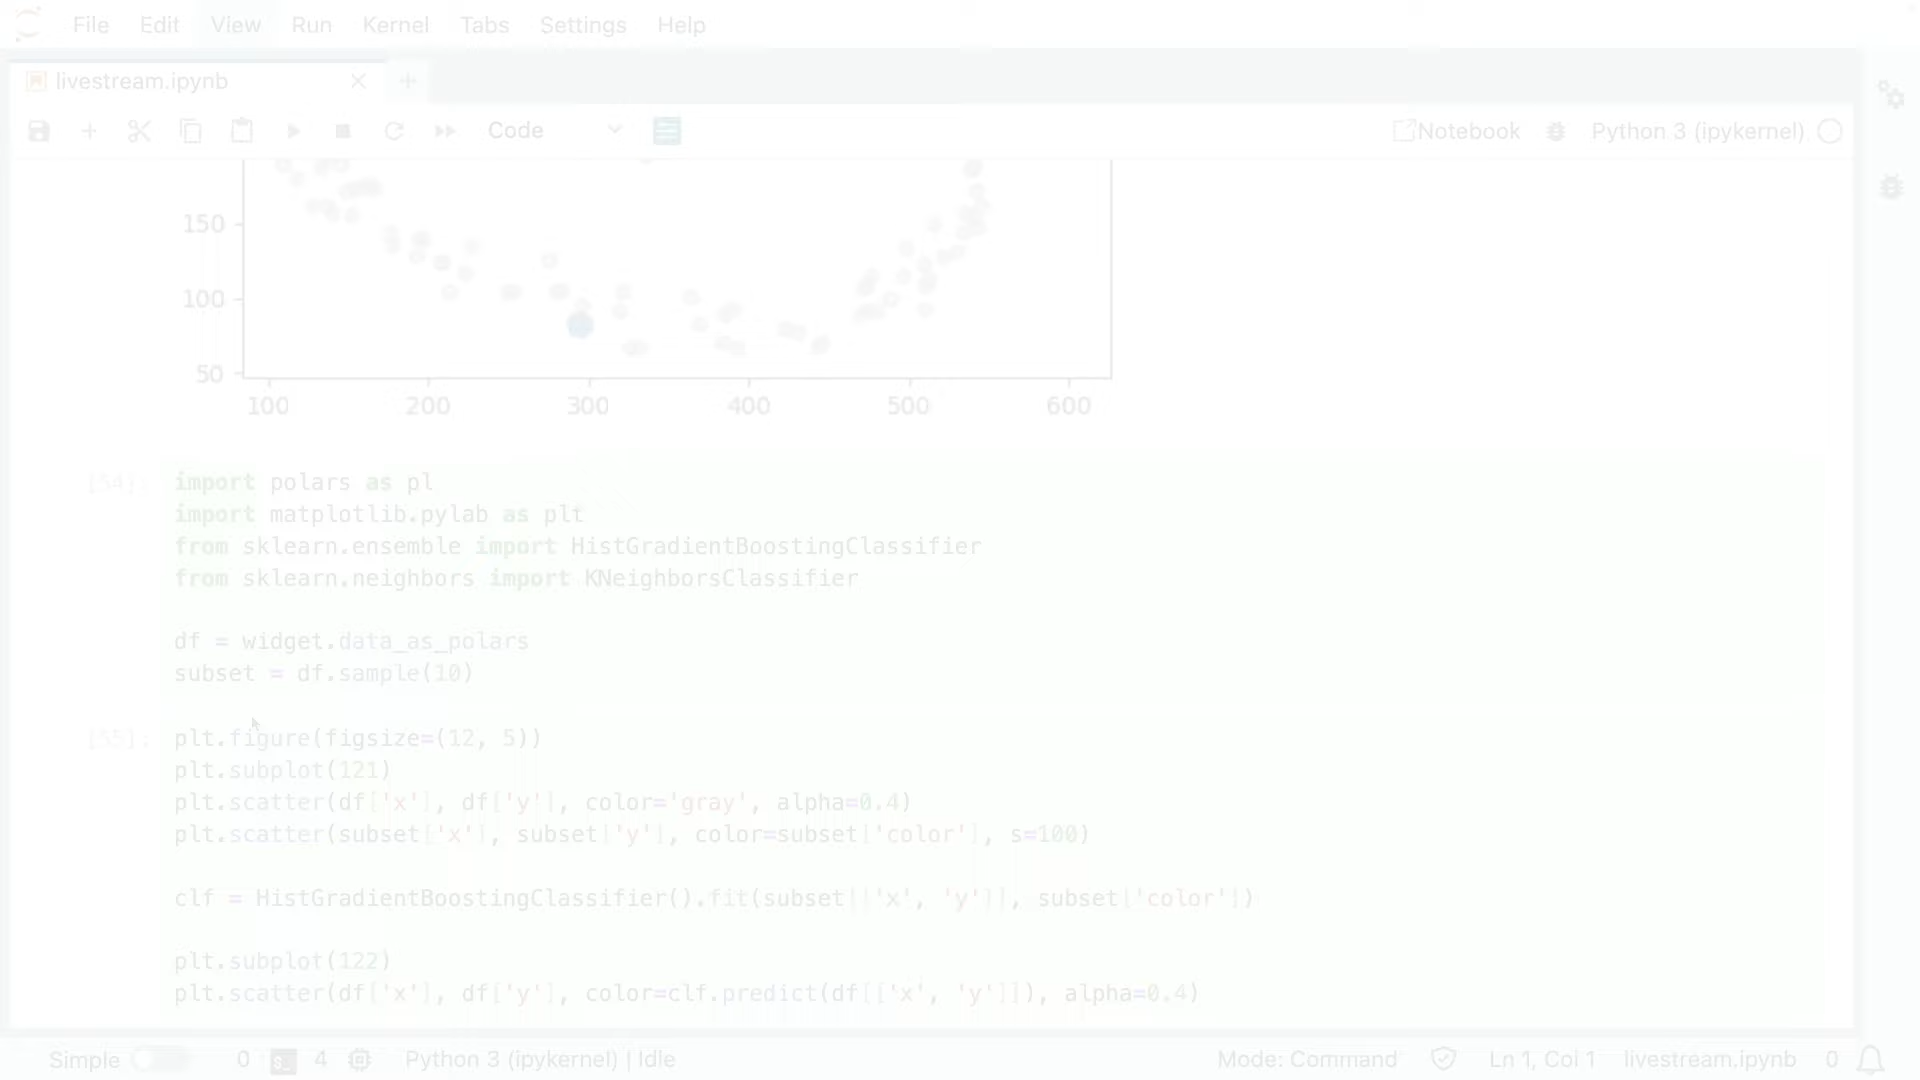 File Edit View Run Kernel Tabs Settings Help
livestream.ipynb
Code
Notebook Python 3 (ipykernel)
150
100
50
100 200 300 400 500 600
[54]:
import polars as pl
import matplotlib.pylab as plt
from sklearn.ensemble import HistGradientBoostingClassifier
from sklearn.neighbors import KNeighborsClassifier
df = widget.data_as_polars
subset = df.sample(10)
[55]:
plt.figure(figsize=(12, 5))
plt.subplot(121)
plt.scatter(df['x'], df['y'], color='gray', alpha=0.4)
plt.scatter(subset['x'], subset['y'], color=subset['color'], s=100)
clf = HistGradientBoostingClassifier().fit(subset[['x', 'y']], subset['color'])
plt.subplot(122)
plt.scatter(df['x'], df['y'], color=clf.predict(df[['x', 'y']]), alpha=0.4)
Simple 0 4 Python 3 (ipykernel) | Idle Mode: Command Ln 1, Col 1 livestream.ipynb 0